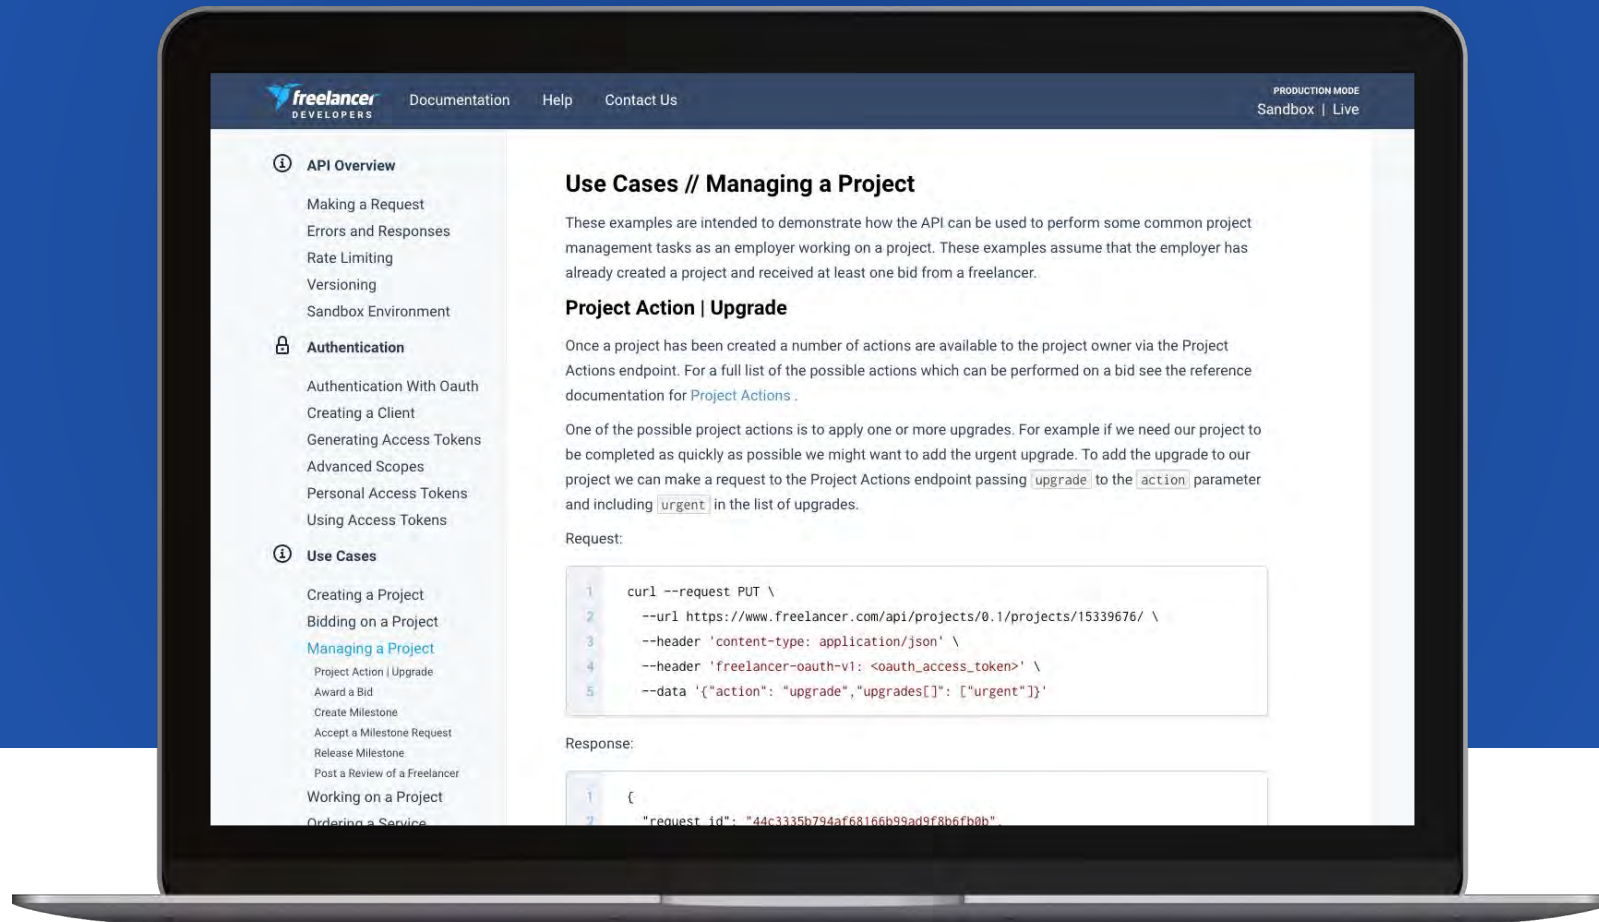 freelancer
DEVELOPERS
Documentation
Help
Contact Us
PRODUCTION MODE
Sandbox | Live
API Overview
Making a Request
Errors and Responses
Rate Limiting
Versioning
Sandbox Environment
Authentication
Authentication With Oauth
Creating a Client
Generating Access Tokens
Advanced Scopes
Personal Access Tokens
Using Access Tokens
Use Cases
Creating a Project
Bidding on a Project
Managing a Project
Project Action | Upgrade
Award a Bid
Create Milestone
Accept a Milestone Request
Release Milestone
Post a Review of a Freelancer
Working on a Project
Ordering a Service
Use Cases // Managing a Project
These examples are intended to demonstrate how the API can be used to perform some common project
management tasks as an employer working on a project. These examples assume that the employer has
already created a project and received at least one bid from a freelancer.
Project Action | Upgrade
Once a project has been created a number of actions are available to the project owner via the Project
Actions endpoint. For a full list of the possible actions which can be performed on a bid see the reference
documentation for Project Actions .
One of the possible project actions is to apply one or more upgrades. For example if we need our project to
be completed as quickly as possible we might want to add the urgent upgrade. To add the upgrade to our
project we can make a request to the Project Actions endpoint passing upgrade to the action parameter
and including urgent in the list of upgrades.
Request:
1 curl --request PUT \
2 --url https://www.freelancer.com/api/projects/0.1/projects/15339676/ \
3 --header 'content-type: application/json' \
4 --header 'freelancer-oauth-v1: <oauth_access_token>' \
5 --data '{"action": "upgrade","upgrades[]": ["urgent"]}'
Response:
1 {
2 "request_id": "44c3335b794af68166b99ad9f8b6fb0b",